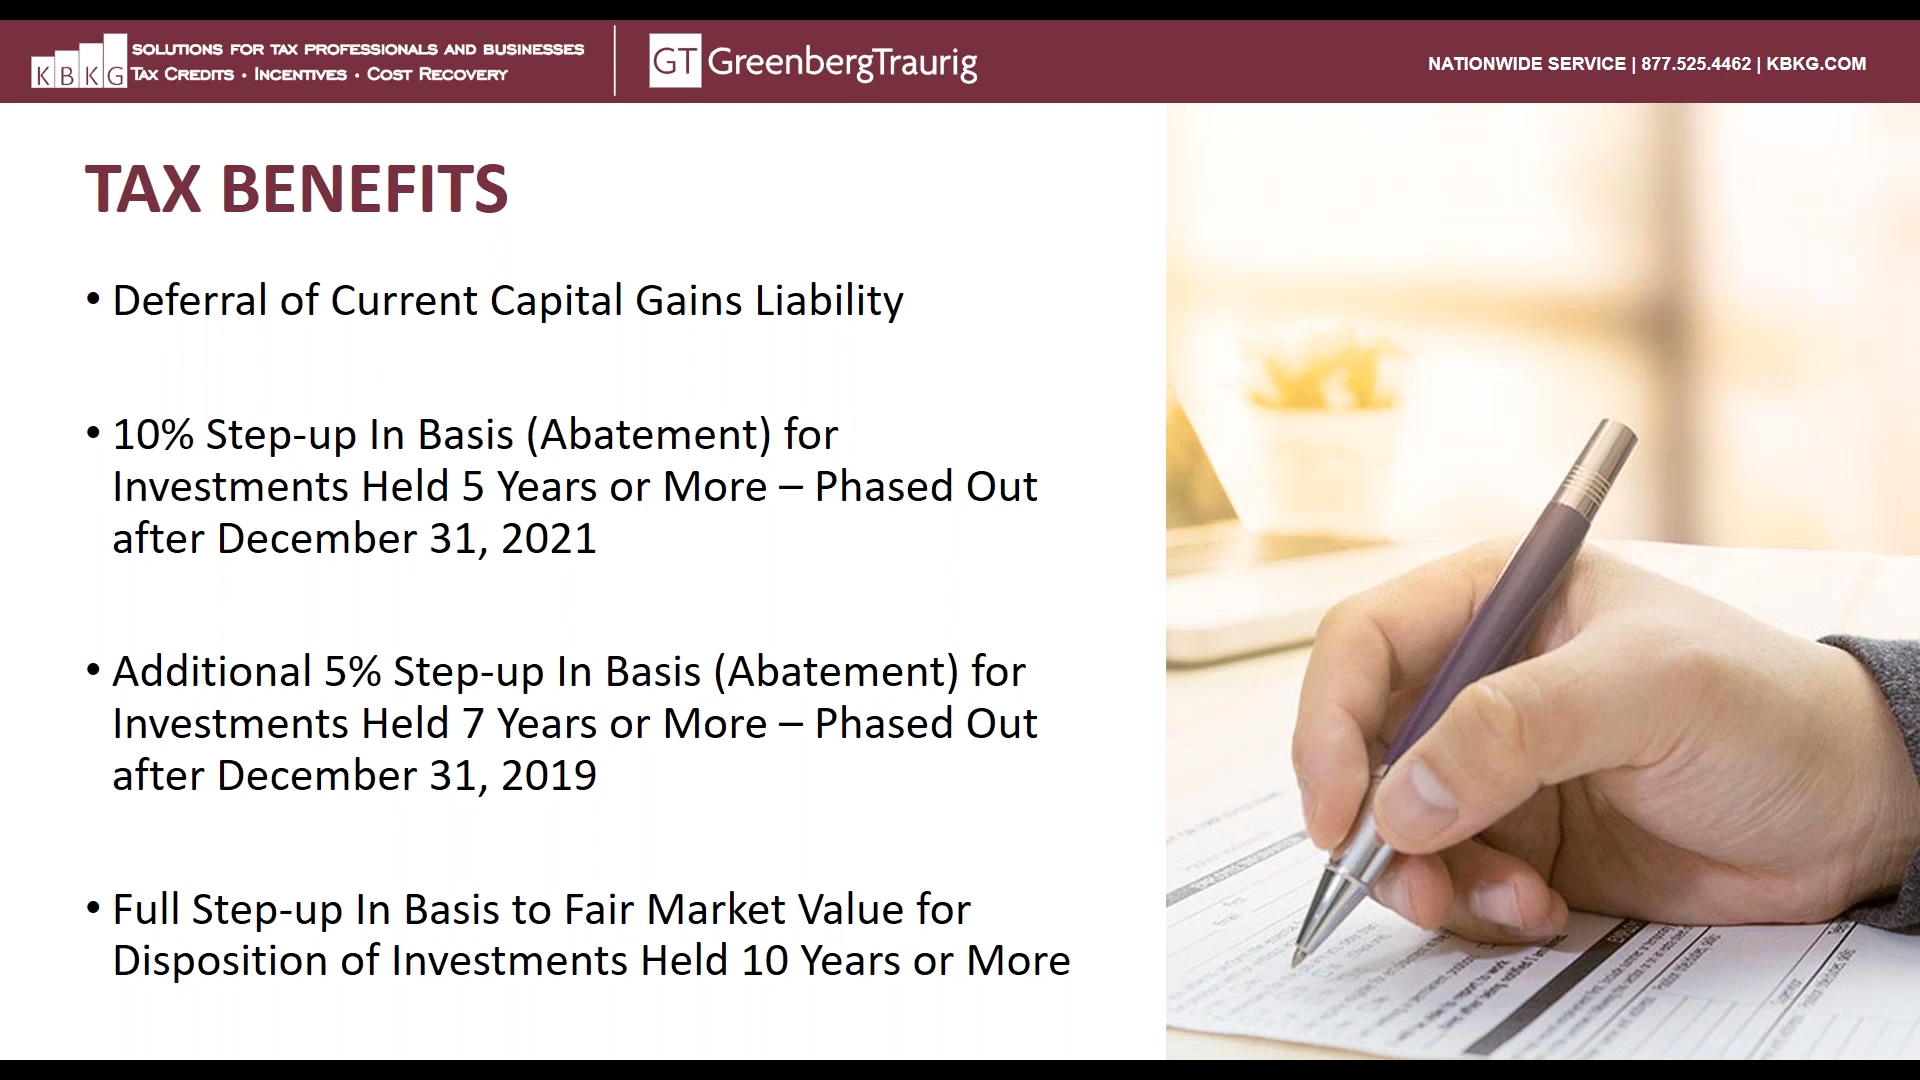 KBKG
SOLUTIONS FOR TAX PROFESSIONALS AND BUSINESSES
TAX CREDITS • INCENTIVES • COST RECOVERY
GT GreenbergTraurig
NATIONWIDE SERVICE | 877.525.4462 | KBKG.COM
TAX BENEFITS
• Deferral of Current Capital Gains Liability
• 10% Step-up In Basis (Abatement) for
Investments Held 5 Years or More – Phased Out
after December 31, 2021
• Additional 5% Step-up In Basis (Abatement) for
Investments Held 7 Years or More – Phased Out
after December 31, 2019
• Full Step-up In Basis to Fair Market Value for
Disposition of Investments Held 10 Years or More